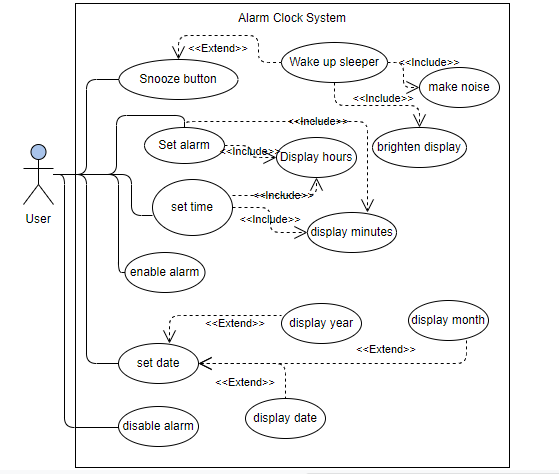 Alarm Clock System
<<Extend>>
Wake up sleeper
<<Include>>
Snooze button
make noise
<<Include>>
<<Include>>
Set alarm
<<Include>>
Display hours
brighten display
User
set time
<<Include>>
<<Include>>
display minutes
enable alarm
display year
display month
<<Extend>>
<<Extend>>
set date
<<Extend>>
display date
disable alarm